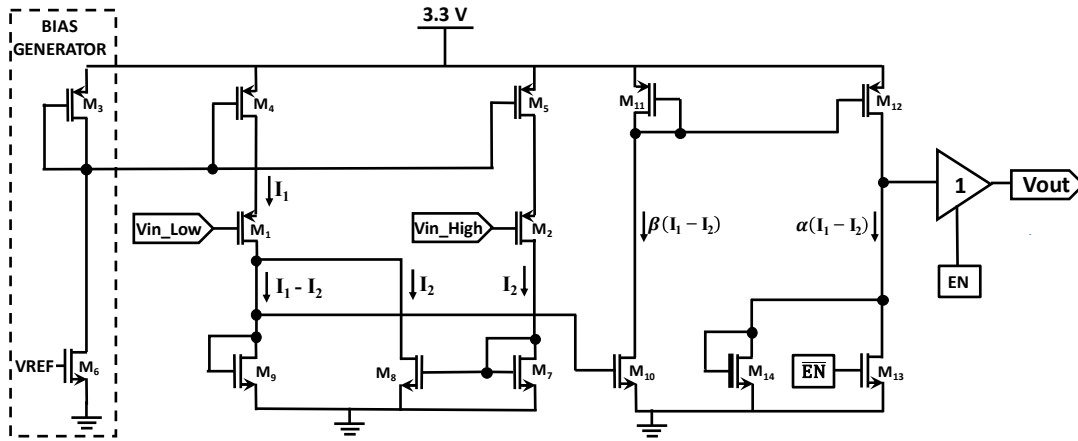 BIAS
GENERATOR
3.3 V
M3
M4
M5
M11
M12
I₁
Vin_Low
M1
Vin_High
M2
β(I₁ − I₂)
α(I₁ − I₂)
1
Vout
EN
I₁ - I₂
I₂
I₂
VREF
M6
M9
M8
M7
M10
M14
E̅N̅
M13